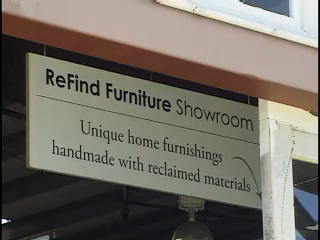 ReFind Furniture Showroom
Unique home furnishings
handmade with reclaimed materials